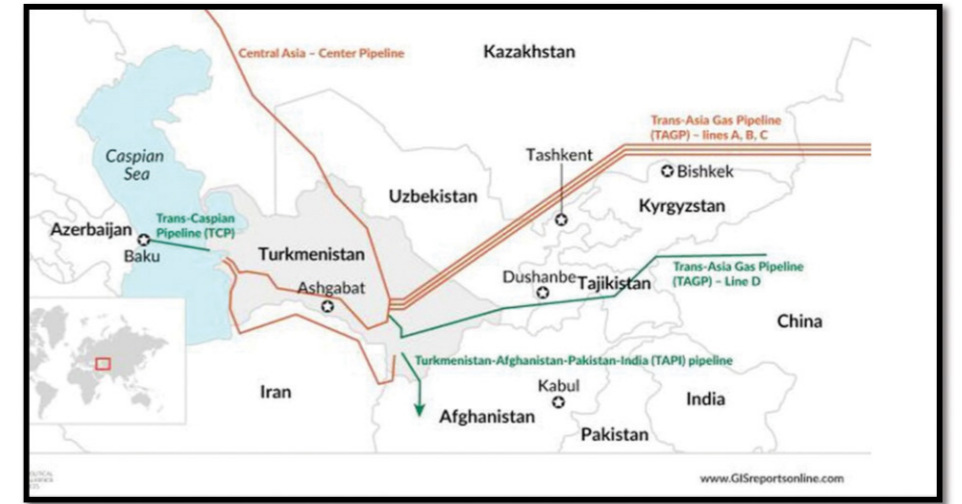 Central Asia – Center Pipeline
Kazakhstan
Trans-Asia Gas Pipeline
(TAGP) – lines A, B, C
Caspian
Sea
Tashkent
Bishkek
Uzbekistan
Kyrgyzstan
Azerbaijan
Trans-Caspian
Pipeline (TCP)
Baku
Turkmenistan
Ashgabat
Dushanbe
Tajikistan
Trans-Asia Gas Pipeline
(TAGP) – Line D
China
Turkmenistan-Afghanistan-Pakistan-India (TAPI) pipeline
Iran
Kabul
India
Afghanistan
Pakistan
www.GISreportsonline.com